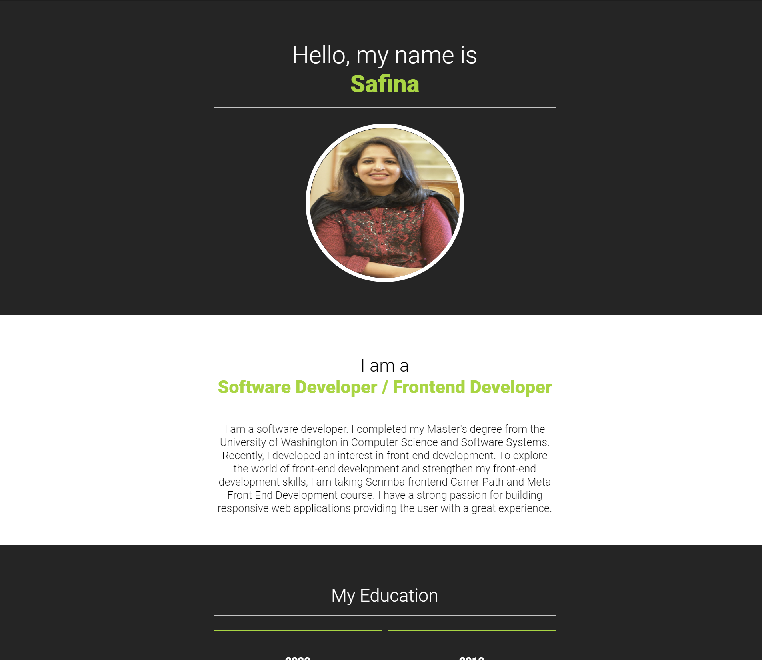 Hello, my name is
Safina
I am a
Software Developer / Frontend Developer
I am a software developer. I completed my Master's degree from the
University of Washington in Computer Science and Software Systems.
Recently, I developed an interest in front-end development. To explore
the world of front-end development and strengthen my front-end
development skills, I am taking Scrimba frontend Carrer Path and Meta
Front End Development course. I have a strong passion for building
responsive web applications providing the user with a great experience.
My Education